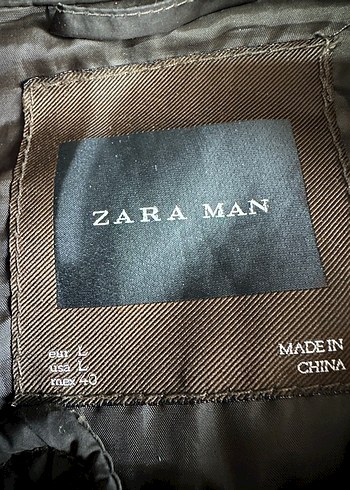 ZARA MAN
eur L
usa L
mex 40
MADE IN
CHINA